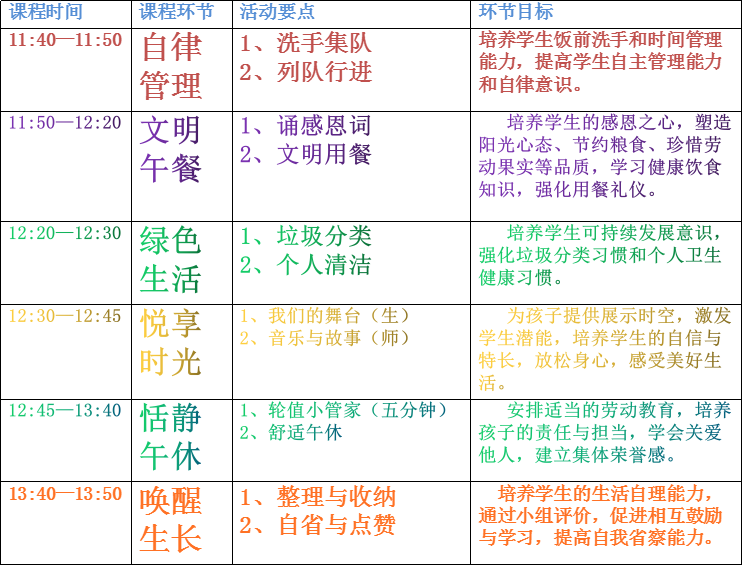 课程时间 课程环节 活动要点 环节目标
11:40—11:50
自律
管理
1、洗手集队
2、列队行进
培养学生饭前洗手和时间管理
能力，提高学生自主管理能力
和自律意识。
11:50—12:20
文明
午餐
1、诵感恩词
2、文明用餐
培养学生的感恩之心，塑造
阳光心态、节约粮食、珍惜劳
动果实等品质，学习健康饮食
知识，强化用餐礼仪。
12:20—12:30
绿色
生活
1、垃圾分类
2、个人清洁
培养学生可持续发展意识，
强化垃圾分类习惯和个人卫生
健康习惯。
12:30—12:45
悦享
时光
1、我们的舞台（生）
2、音乐与故事（师）
为孩子提供展示时空，激发
学生潜能，培养学生的自信与
特长，放松身心，感受美好生
活。
12:45—13:40
恬静
午休
1、轮值小管家（五分钟）
2、舒适午休
安排适当的劳动教育，培养
孩子的责任与担当，学会关爱
他人，建立集体荣誉感。
13:40—13:50
唤醒
生长
1、整理与收纳
2、自省与点赞
培养学生的生活自理能力，
通过小组评价，促进相互鼓励
与学习，提高自我省察能力。